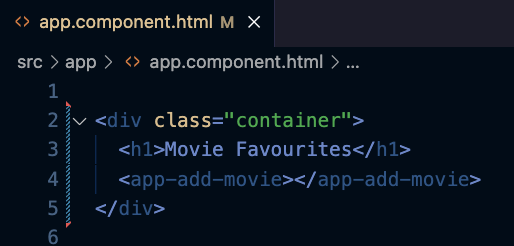 app.component.html M ×
src > app > app.component.html > ...
1
2 <div class="container">
3 <h1>Movie Favourites</h1>
4 <app-add-movie></app-add-movie>
5 </div>
6